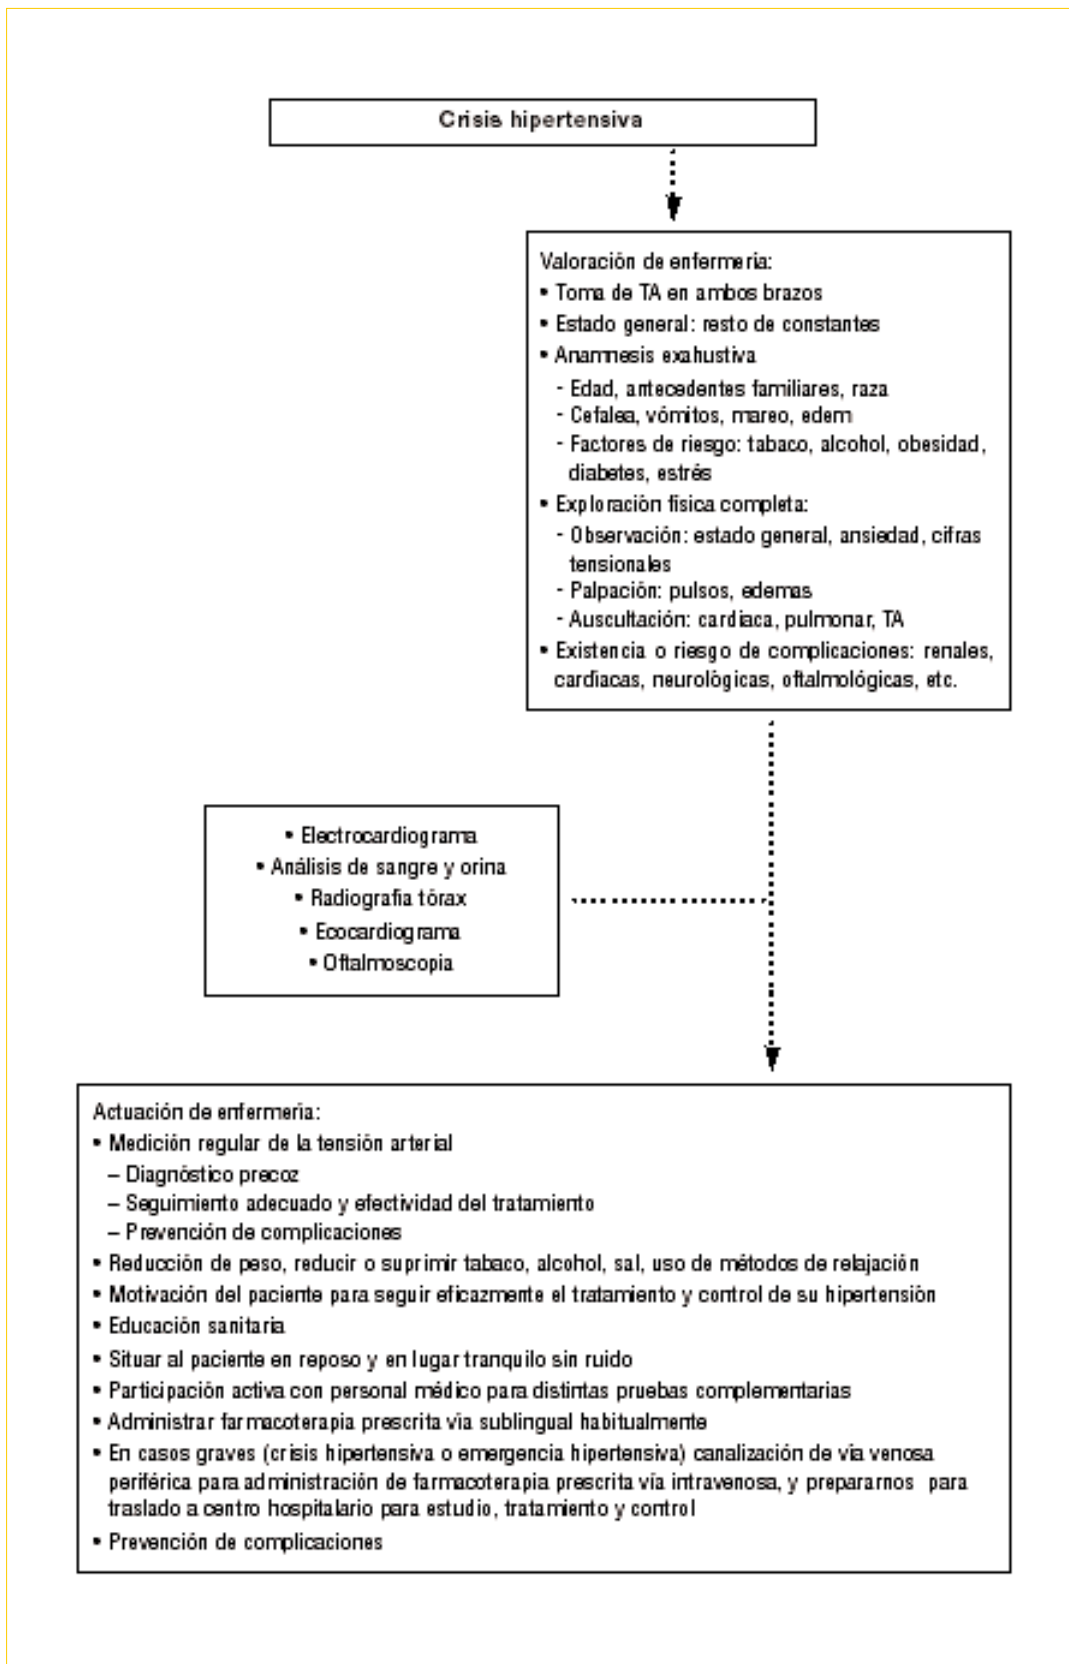 Crisis hipertensiva
Valoración de enfermería:
• Toma de TA en ambos brazos
• Estado general: resto de constantes
• Anamnesis exahustiva
- Edad, antecedentes familiares, raza
- Cefalea, vómitos, mareo, edem
- Factores de riesgo: tabaco, alcohol, obesidad,
diabetes, estrés
• Exploración física completa:
- Observación: estado general, ansiedad, cifras
tensionales
- Palpación: pulsos, edemas
- Auscultación: cardiaca, pulmonar, TA
• Existencia o riesgo de complicaciones: renales,
cardíacas, neurológicas, oftalmológicas, etc.
• Electrocardiograma
• Análisis de sangre y orina
• Radiografía tórax
• Ecocardiograma
• Oftalmoscopia
Actuación de enfermería:
• Medición regular de la tensión arterial
– Diagnóstico precoz
– Seguimiento adecuado y efectividad del tratamiento
– Prevención de complicaciones
• Reducción de peso, reducir o suprimir tabaco, alcohol, sal, uso de métodos de relajación
• Motivación del paciente para seguir eficazmente el tratamiento y control de su hipertensión
• Educación sanitaria
• Situar al paciente en reposo y en lugar tranquilo sin ruido
• Participación activa con personal médico para distintas pruebas complementarias
• Administrar farmacoterapia prescrita vía sublingual habitualmente
• En casos graves (crisis hipertensiva o emergencia hipertensiva) canalización de vía venosa
periférica para administración de farmacoterapia prescrita vía intravenosa, y prepararnos para
traslado a centro hospitalario para estudio, tratamiento y control
• Prevención de complicaciones